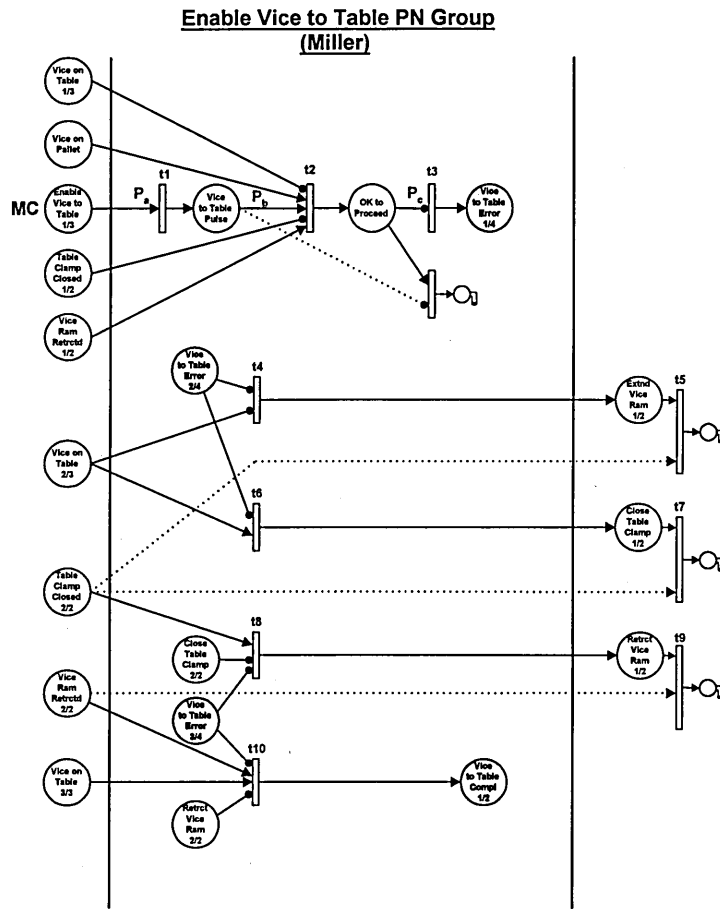 Enable Vice to Table PN Group
(Miller)
Vice on
Table
1/3
Vice on
Pallet
t1
t2
t3
MC
Enable
Vice to
Table
1/3
Pa
Vice
to Table
Pulse
Pb
OK to
Proceed
Pc
Vice
to Table
Error
1/4
Table
Clamp
Closed
1/2
Vice
Ram
Retrctd
1/2
Vice
to Table
Error
2/4
t4
Extnd
Vice
Ram
1/2
t5
Vice on
Table
2/3
t6
Close
Table
Clamp
1/2
t7
Table
Clamp
Closed
2/2
t8
Close
Table
Clamp
2/2
Retrct
Vice
Ram
1/2
t9
Vice
Ram
Retrctd
2/2
Vice
to Table
Error
3/4
t10
Vice on
Table
3/3
Vice
to Table
Compl
1/2
Retrct
Vice
Ram
2/2